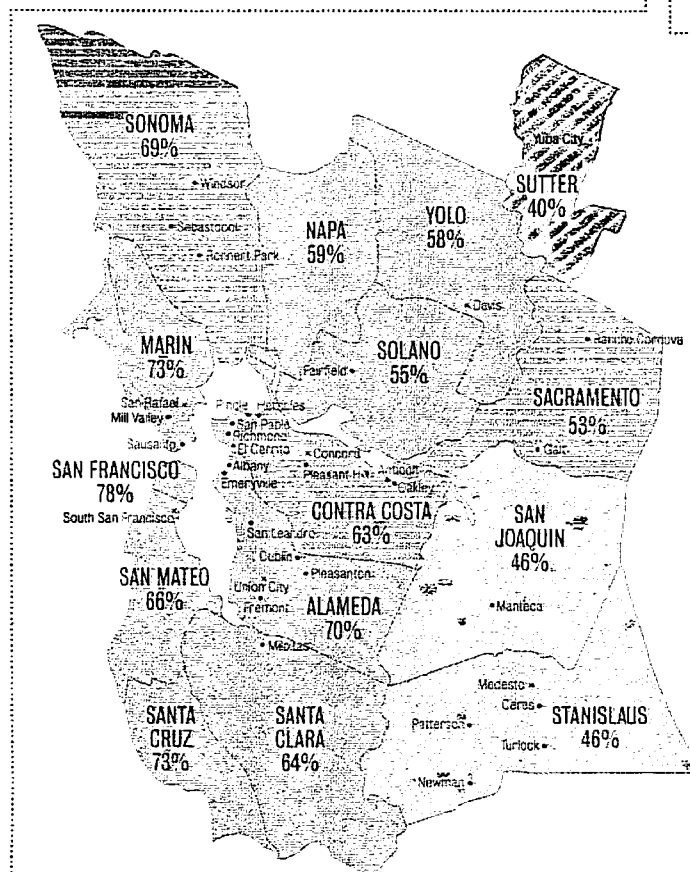 SONOMA
69%
Windsor
Sebastopol
Rohnert Park
NAPA
59%
YOLO
58%
Davis
Yuba City
SUTTER
40%
MARIN
73%
San Rafael
Mill Valley
Sausalito
SOLANO
55%
Fairfield
Rancho Cordova
SACRAMENTO
53%
Galt
Pinole Hercules
San Pablo
Richmond
El Cerrito
Albany
Emeryville
Concord
Pleasant Hill
Antioch
Oakley
SAN FRANCISCO
78%
South San Francisco
CONTRA COSTA
63%
San Leandro
Dublin
Pleasanton
Union City
Fremont
ALAMEDA
70%
SAN
JOAQUIN
46%
Manteca
SAN MATEO
66%
Milpitas
SANTA
CRUZ
73%
SANTA
CLARA
64%
Modesto
Ceres
STANISLAUS
46%
Patterson
Turlock
Newman